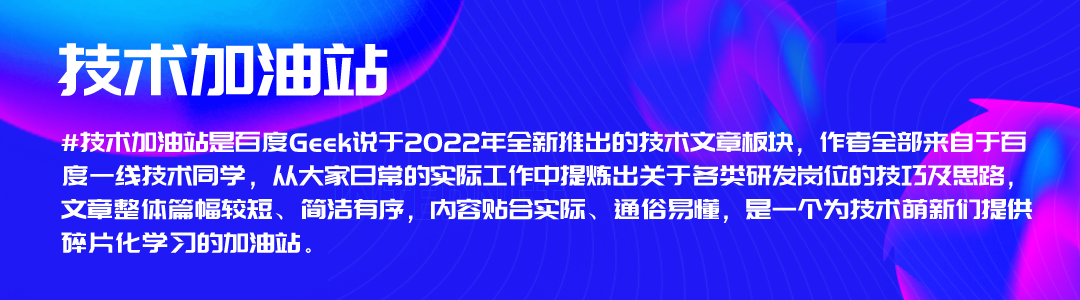 技术加油站
#技术加油站是百度Geek说于2022年全新推出的技术文章板块，作者全部来自于百
度一线技术同学，从大家日常的实际工作中提炼出关于各类研发岗位的技巧及思路，
文章整体篇幅较短、简洁有序，内容贴合实际、通俗易懂，是一个为技术萌新们提供
碎片化学习的加油站。